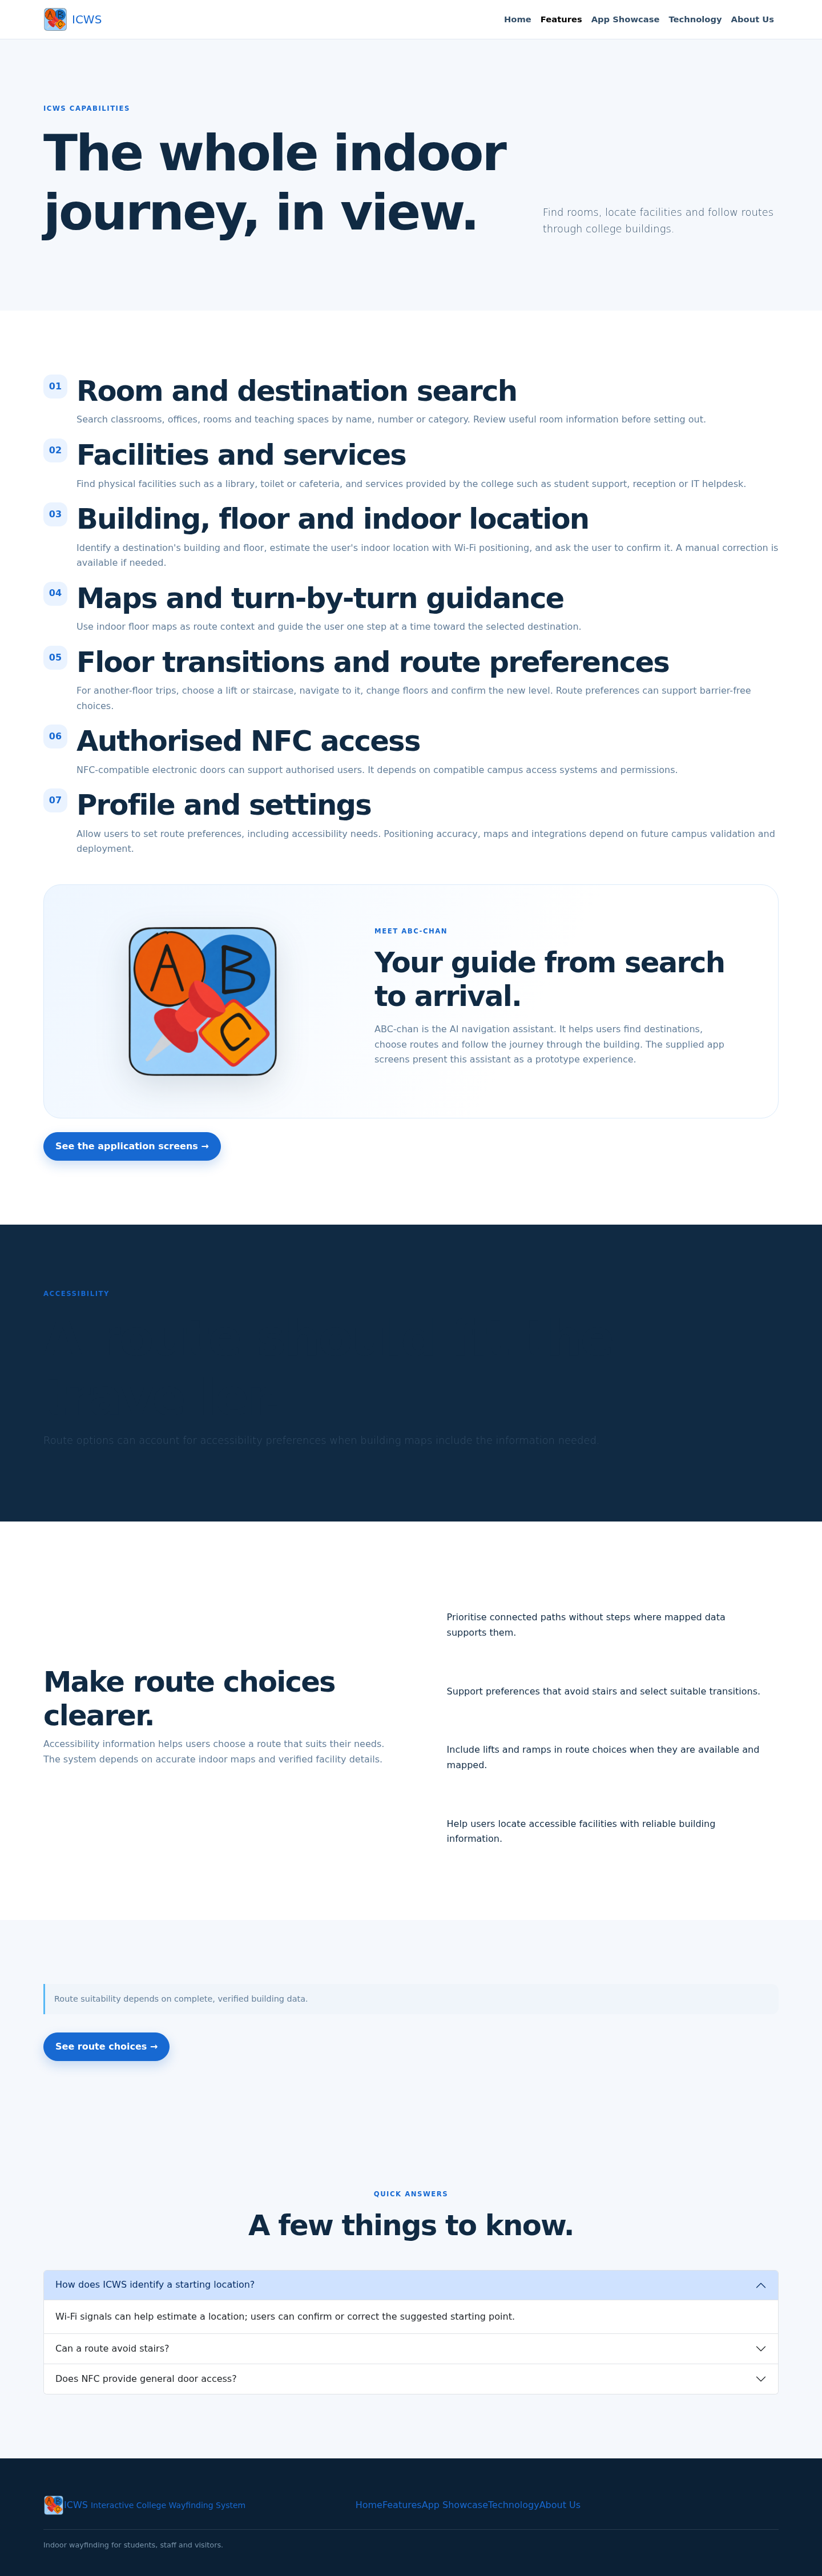 ICWS
Home Features App Showcase Technology About Us
ICWS CAPABILITIES
The whole indoor
journey, in view.
Find rooms, locate facilities and follow routes
through college buildings.
01
Room and destination search
Search classrooms, offices, rooms and teaching spaces by name, number or category. Review useful room information before setting out.
02
Facilities and services
Find physical facilities such as a library, toilet or cafeteria, and services provided by the college such as student support, reception or IT helpdesk.
03
Building, floor and indoor location
Identify a destination's building and floor, estimate the user's indoor location with Wi-Fi positioning, and ask the user to confirm it. A manual correction is
available if needed.
04
Maps and turn-by-turn guidance
Use indoor floor maps as route context and guide the user one step at a time toward the selected destination.
05
Floor transitions and route preferences
For another-floor trips, choose a lift or staircase, navigate to it, change floors and confirm the new level. Route preferences can support barrier-free
choices.
06
Authorised NFC access
NFC-compatible electronic doors can support authorised users. It depends on compatible campus access systems and permissions.
07
Profile and settings
Allow users to set route preferences, including accessibility needs. Positioning accuracy, maps and integrations depend on future campus validation and
deployment.
A B C
MEET ABC-CHAN
Your guide from search
to arrival.
ABC-chan is the AI navigation assistant. It helps users find destinations,
choose routes and follow the journey through the building. The supplied app
screens present this assistant as a prototype experience.
See the application screens →
ACCESSIBILITY
Route options can account for accessibility preferences when building maps include the information needed
Make route choices
clearer.
Accessibility information helps users choose a route that suits their needs.
The system depends on accurate indoor maps and verified facility details.
Prioritise connected paths without steps where mapped data
supports them.
Support preferences that avoid stairs and select suitable transitions.
Include lifts and ramps in route choices when they are available and
mapped.
Help users locate accessible facilities with reliable building
information.
Route suitability depends on complete, verified building data.
See route choices →
QUICK ANSWERS
A few things to know.
How does ICWS identify a starting location?
Wi-Fi signals can help estimate a location; users can confirm or correct the suggested starting point.
Can a route avoid stairs?
Does NFC provide general door access?
ICWS Interactive College Wayfinding System
HomeFeaturesApp ShowcaseTechnologyAbout Us
Indoor wayfinding for students, staff and visitors.